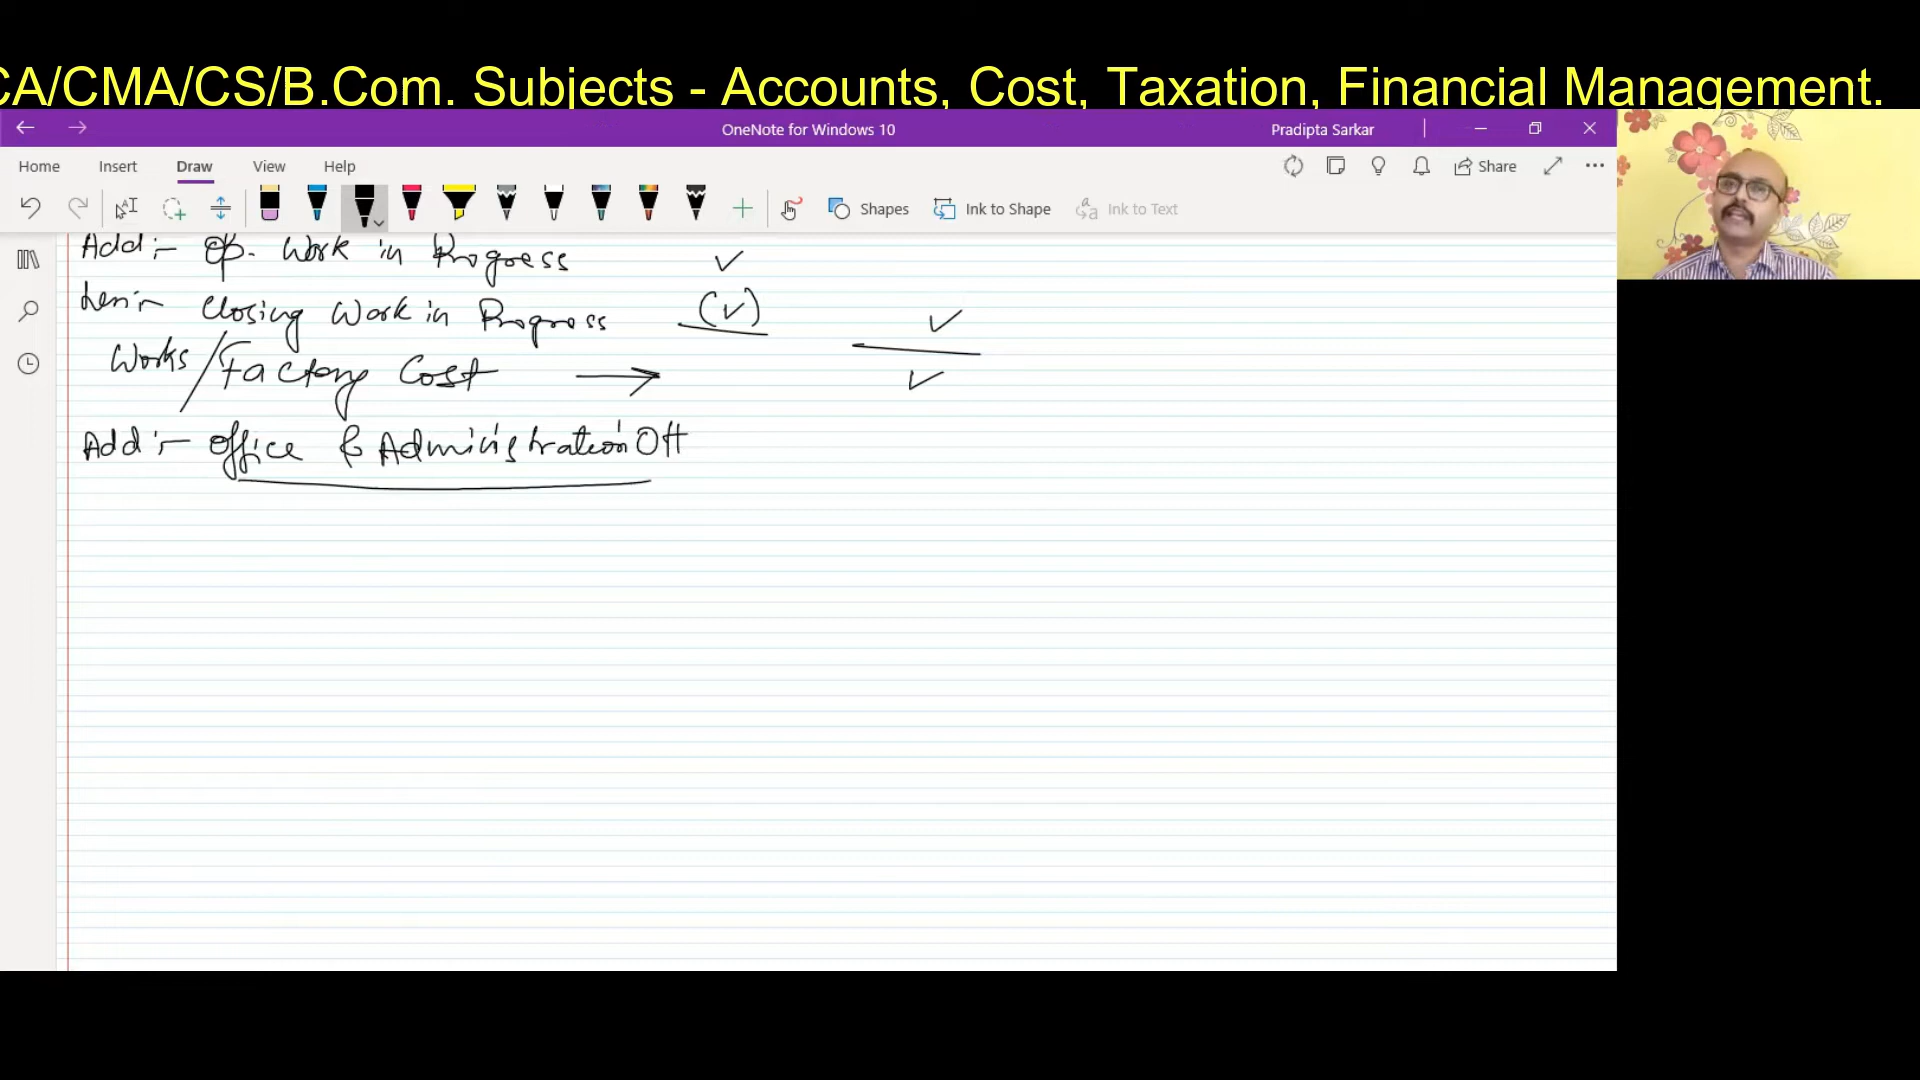 CA/CMA/CS/B.Com. Subjects - Accounts, Cost, Taxation, Financial Management.
OneNote for Windows 10
Pradipta Sarkar
Home Insert Draw View Help
Share
Shapes Ink to Shape Ink to Text
Add:- Op. Work in Progress ✓
Less:- Closing Work in Progress (✓) ✓
Works/Factory Cost → ✓
Add:- Office & Administration OH